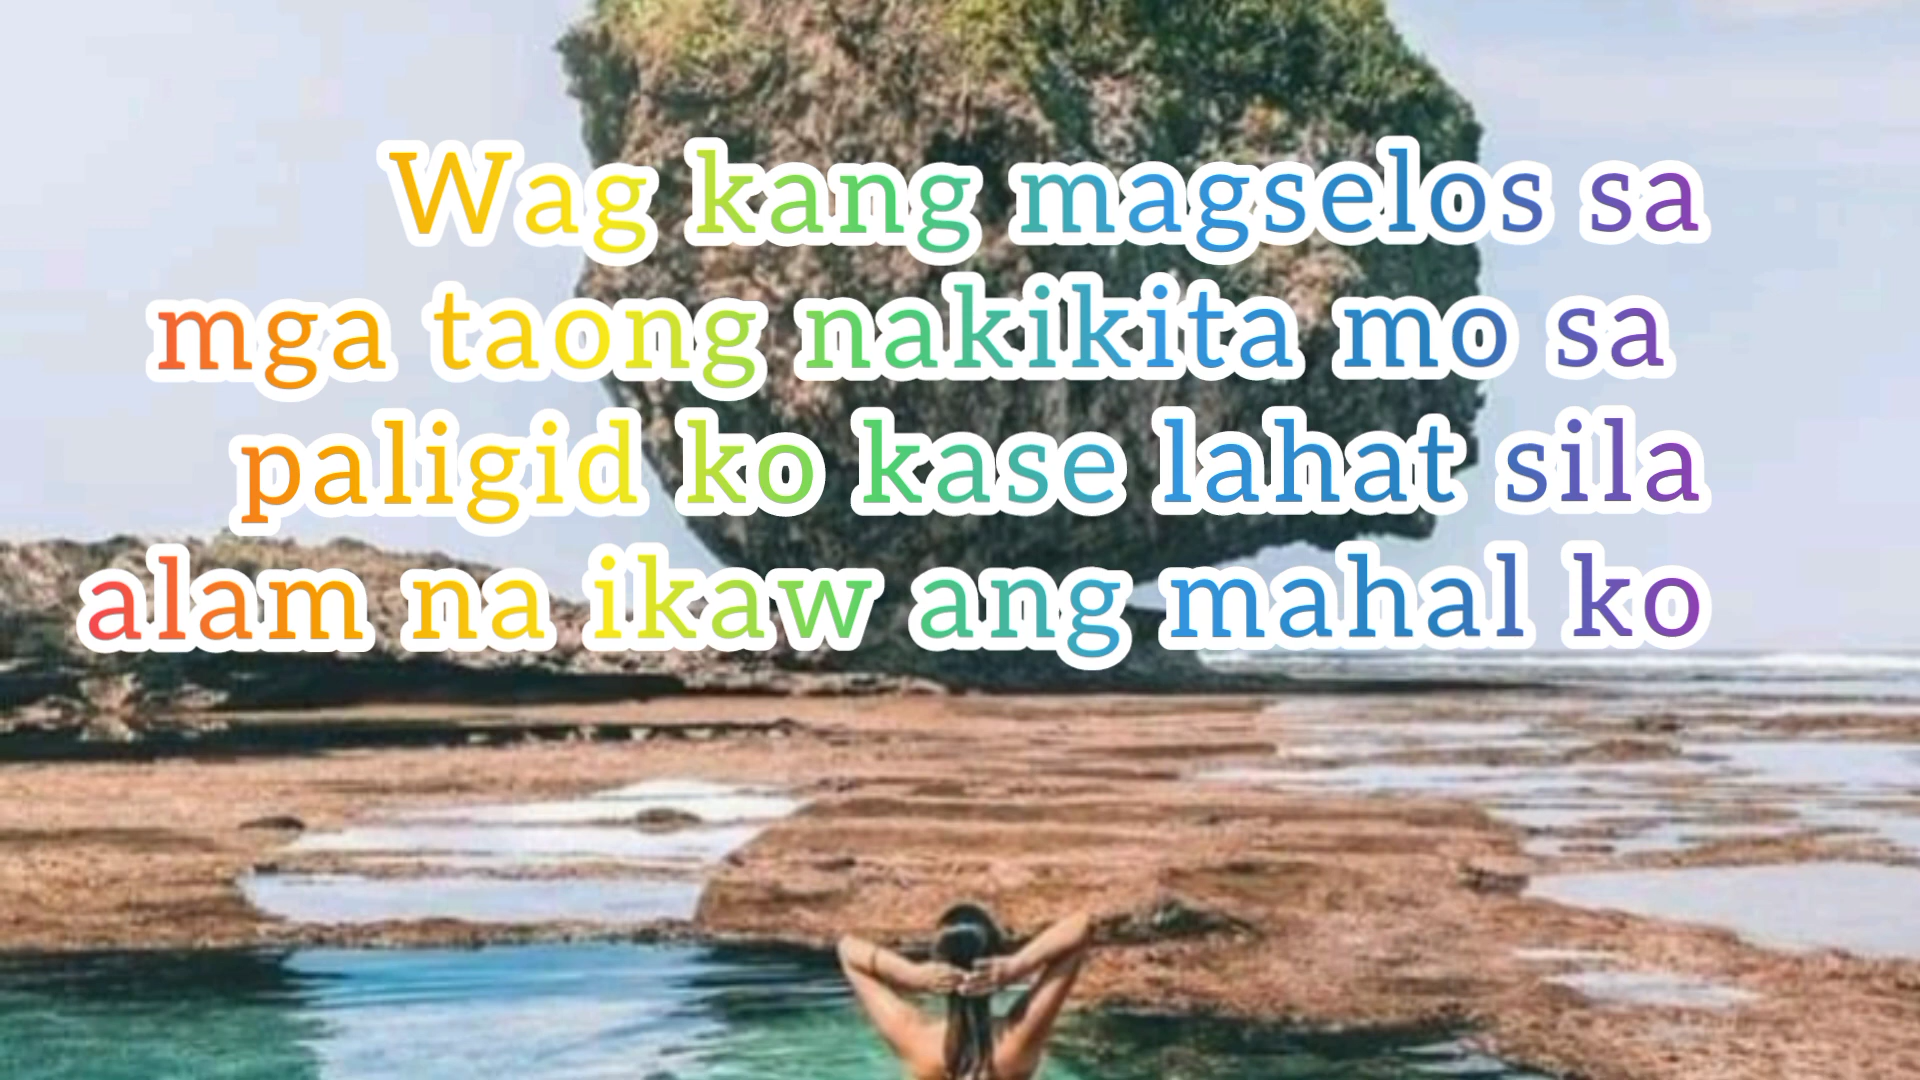 Wag kang magselos sa
mga taong nakikita mo sa
paligid ko kase lahat sila
alam na ikaw ang mahal ko